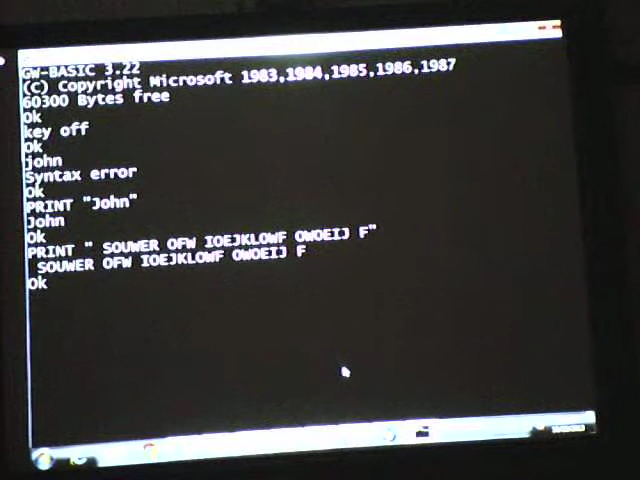 GW-BASIC 3.22
(C) Copyright Microsoft 1983,1984,1985,1986,1987
60300 Bytes free
Ok
key off
Ok
john
Syntax error
Ok
PRINT "John"
John
Ok
PRINT " SOUWER OFW IOEJKLOWF OWOEIJ F"
 SOUWER OFW IOEJKLOWF OWOEIJ F
Ok